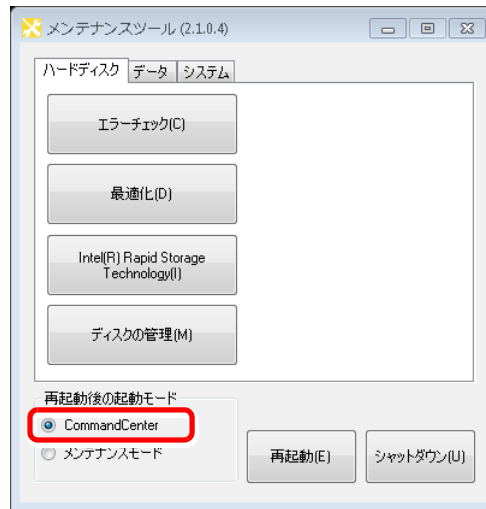 メンテナンスツール (2.1.0.4)
ハードディスク データ システム
エラーチェック(C)
最適化(D)
Intel(R) Rapid Storage
Technology(I)
ディスクの管理(M)
再起動後の起動モード
CommandCenter
メンテナンスモード
再起動(E) シャットダウン(U)